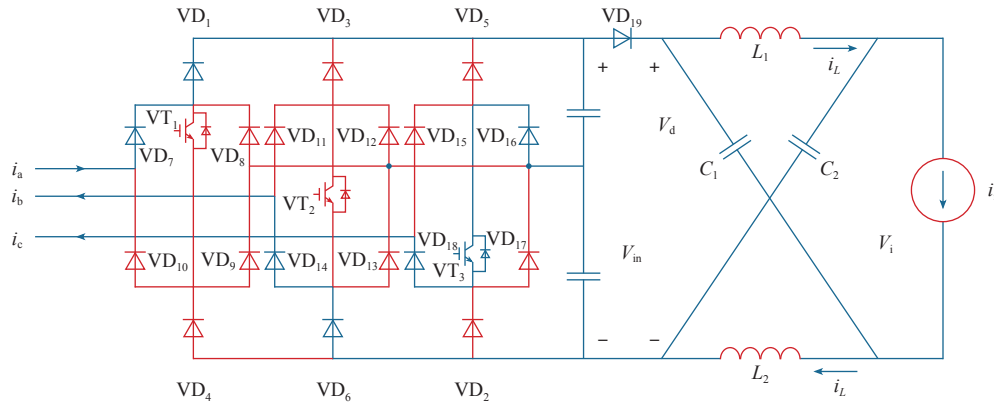 VD1 VD3 VD5 VD19
+ +
L1 iL
VT1 VD11 VD12 VD15 VD16
VD7 VD8 Vd
C1 C2
ia
ib VT2 i
ic
VD18 VD17
VD10 VD9 VD14 VD13 VT3 Vin Vi
− −
L2 iL
VD4 VD6 VD2